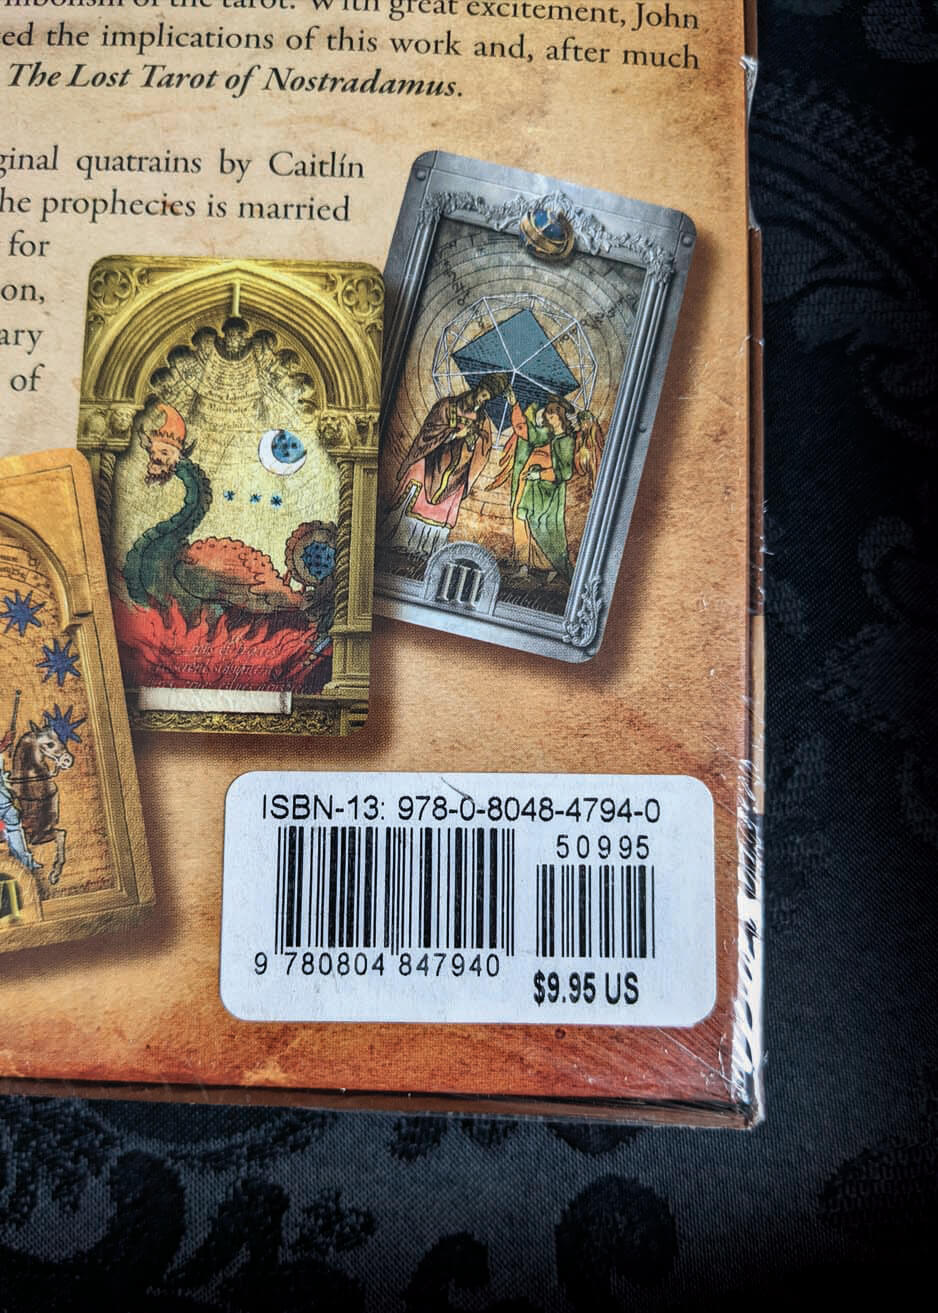 of the tarot. With great excitement, John
ed the implications of this work and, after much
The Lost Tarot of Nostradamus.
ginal quatrains by Caitlín
he prophecies is married
for
on,
ary
of
III
ISBN-13: 978-0-8048-4794-0
50995
9 780804 847940
$9.95 US